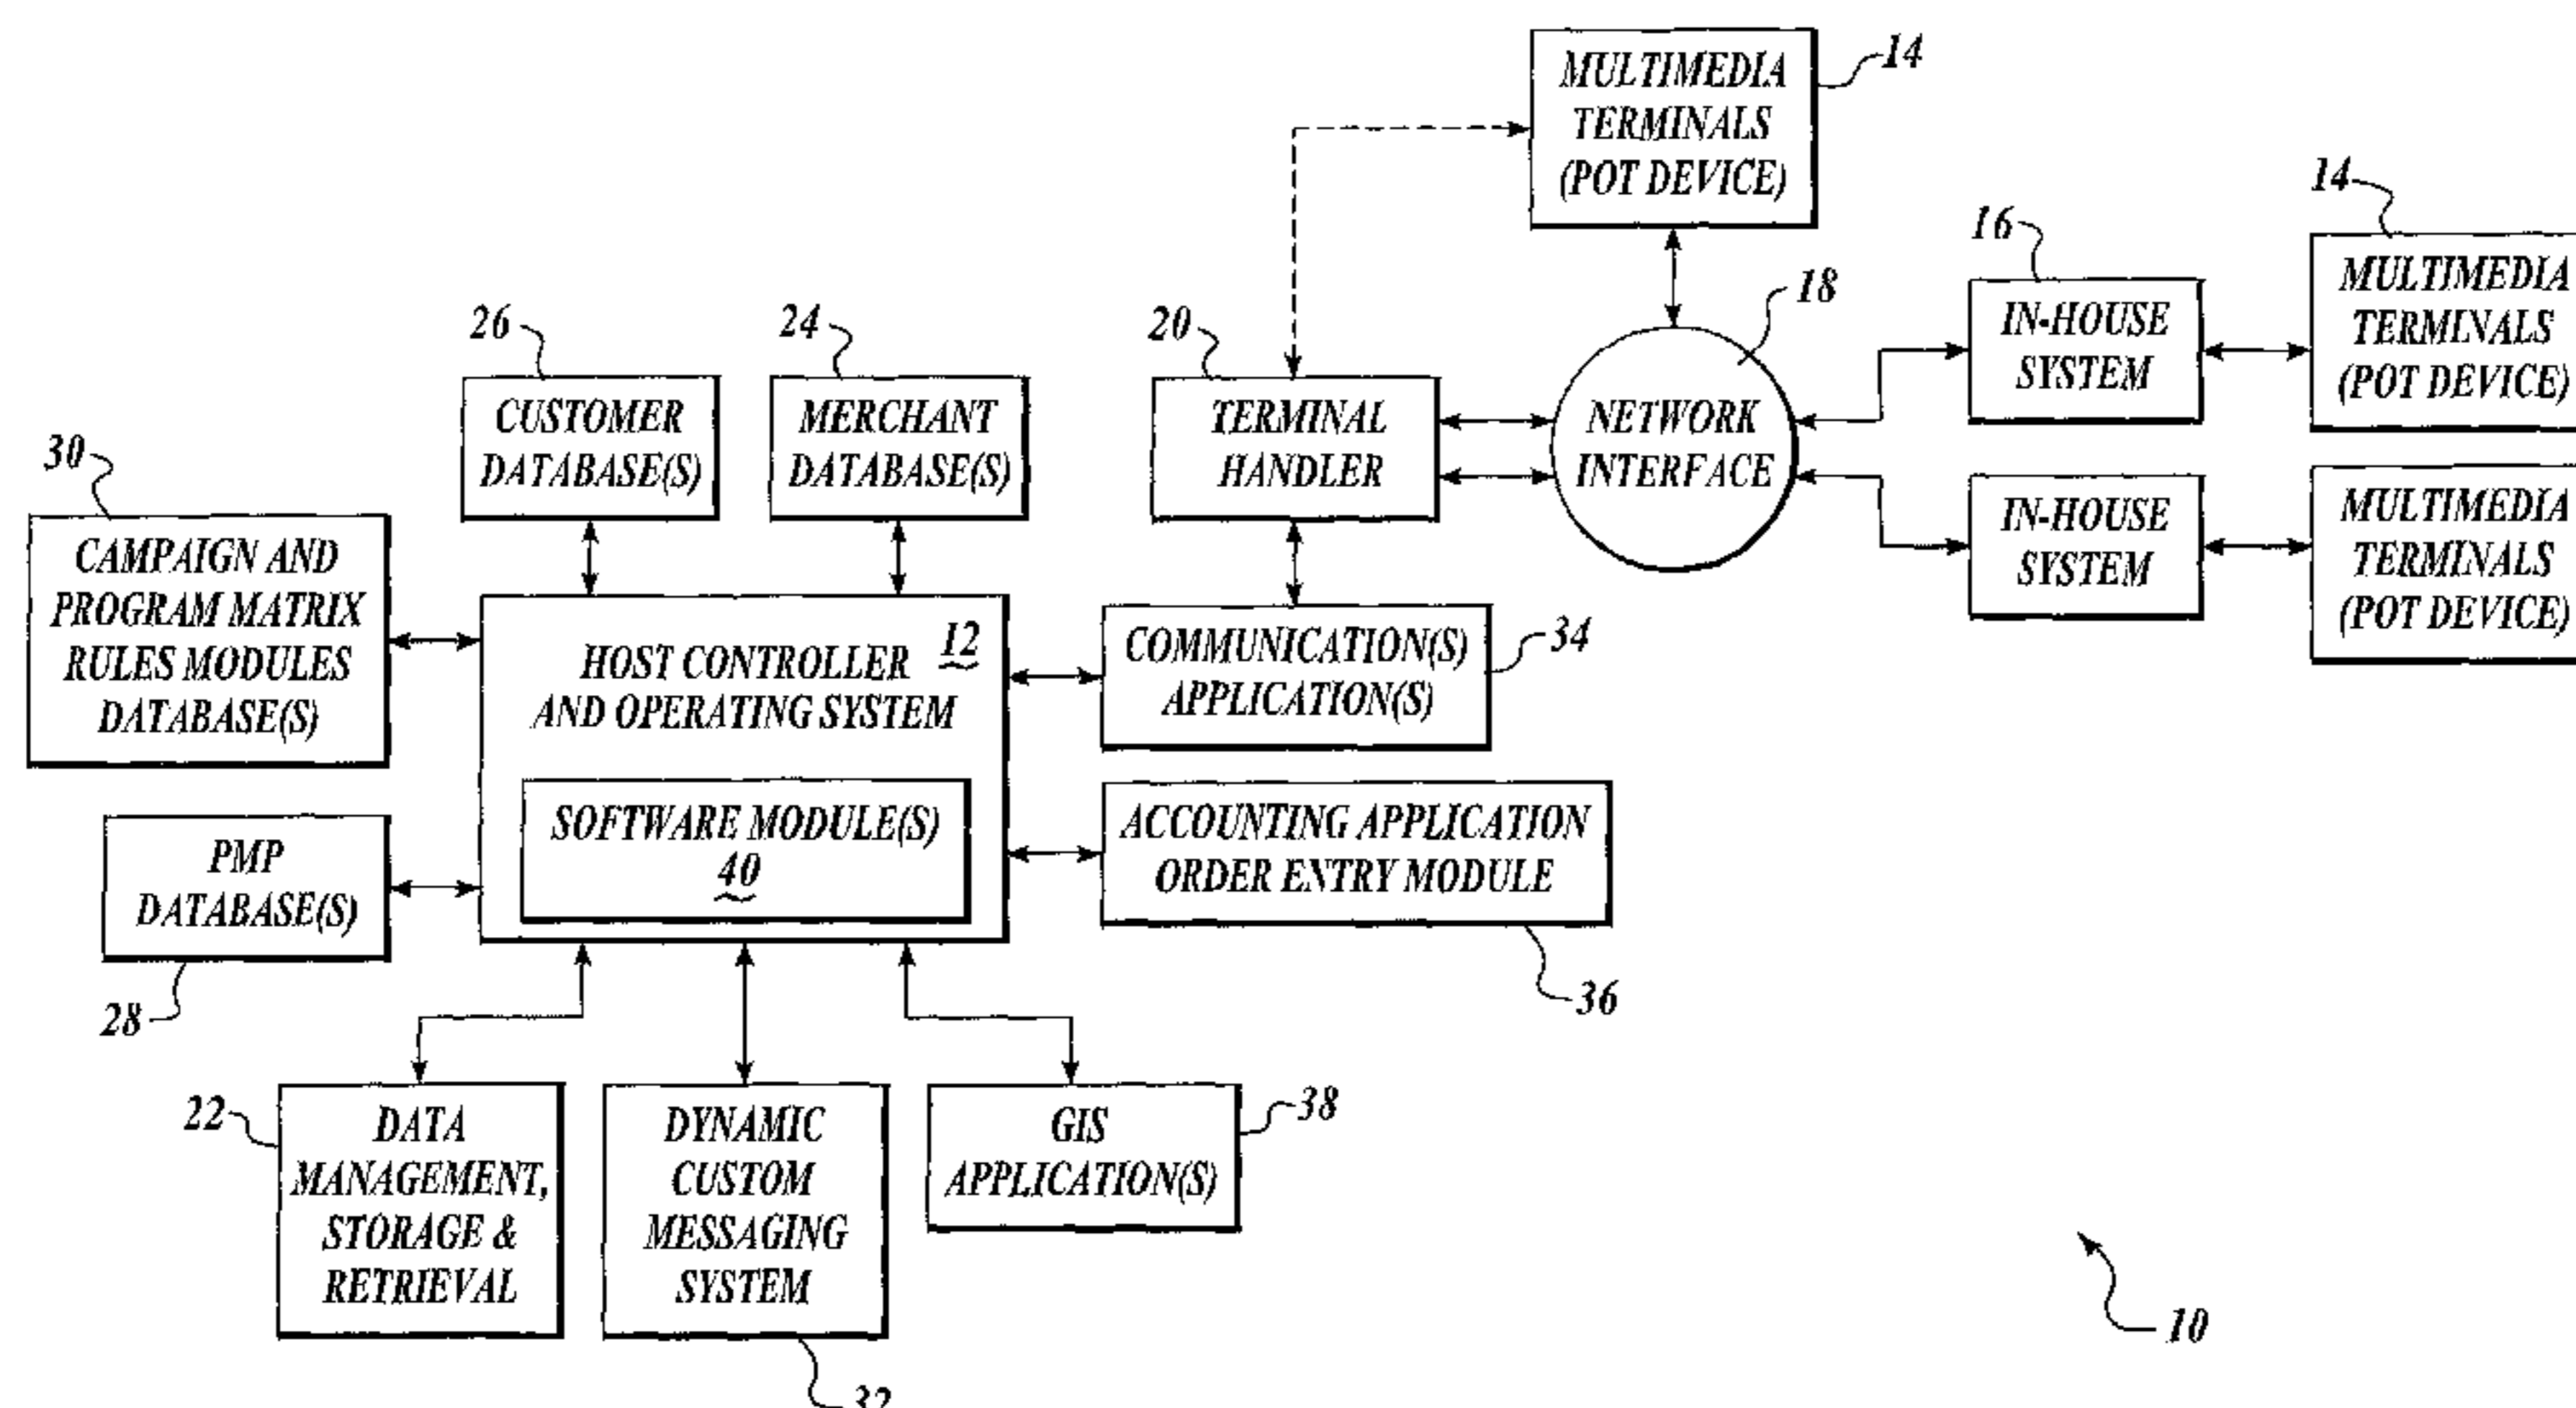 14
MULTIMEDIA
TERMINALS
(POT DEVICE)
14
MULTIMEDIA
TERMINALS
(POT DEVICE)
16
IN-HOUSE
SYSTEM
18
NETWORK
INTERFACE
20
TERMINAL
HANDLER
24
MERCHANT
DATABASE(S)
26
CUSTOMER
DATABASE(S)
30
CAMPAIGN AND
PROGRAM MATRIX
RULES MODULES
DATABASE(S)
IN-HOUSE
SYSTEM
MULTIMEDIA
TERMINALS
(POT DEVICE)
12
HOST CONTROLLER
AND OPERATING SYSTEM
SOFTWARE MODULE(S)
40
COMMUNICATION(S)
APPLICATION(S)
34
ACCOUNTING APPLICATION
ORDER ENTRY MODULE
36
PMP
DATABASE(S)
28
22
DATA
MANAGEMENT,
STORAGE &
RETRIEVAL
DYNAMIC
CUSTOM
MESSAGING
SYSTEM
32
GIS
APPLICATION(S)
38
10